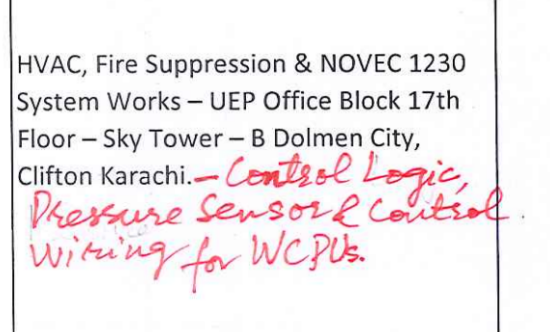 HVAC, Fire Suppression & NOVEC 1230
System Works – UEP Office Block 17th
Floor – Sky Tower – B Dolmen City,
Clifton Karachi. – Control Logic,
Pressure Sensor & Control
Wiring for WCPUs.